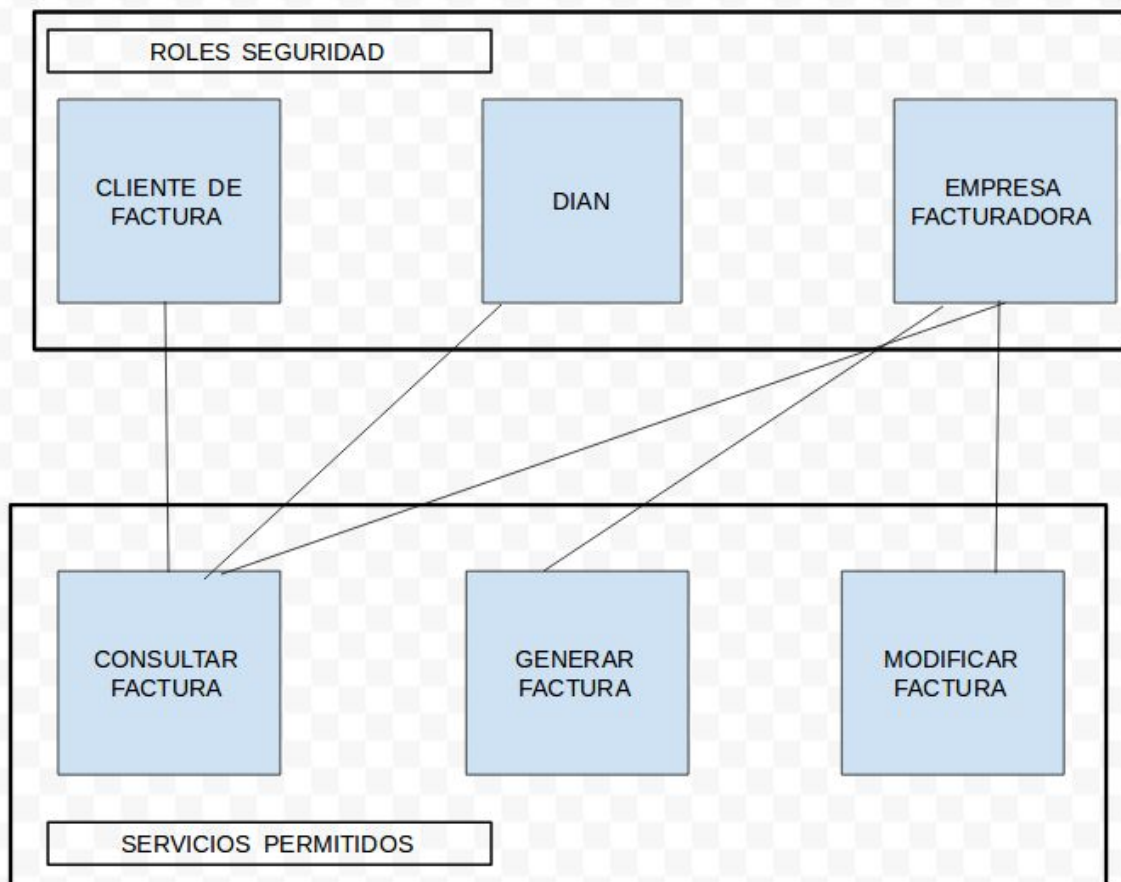 ROLES SEGURIDAD
CLIENTE DE
FACTURA
DIAN
EMPRESA
FACTURADORA
CONSULTAR
FACTURA
GENERAR
FACTURA
MODIFICAR
FACTURA
SERVICIOS PERMITIDOS